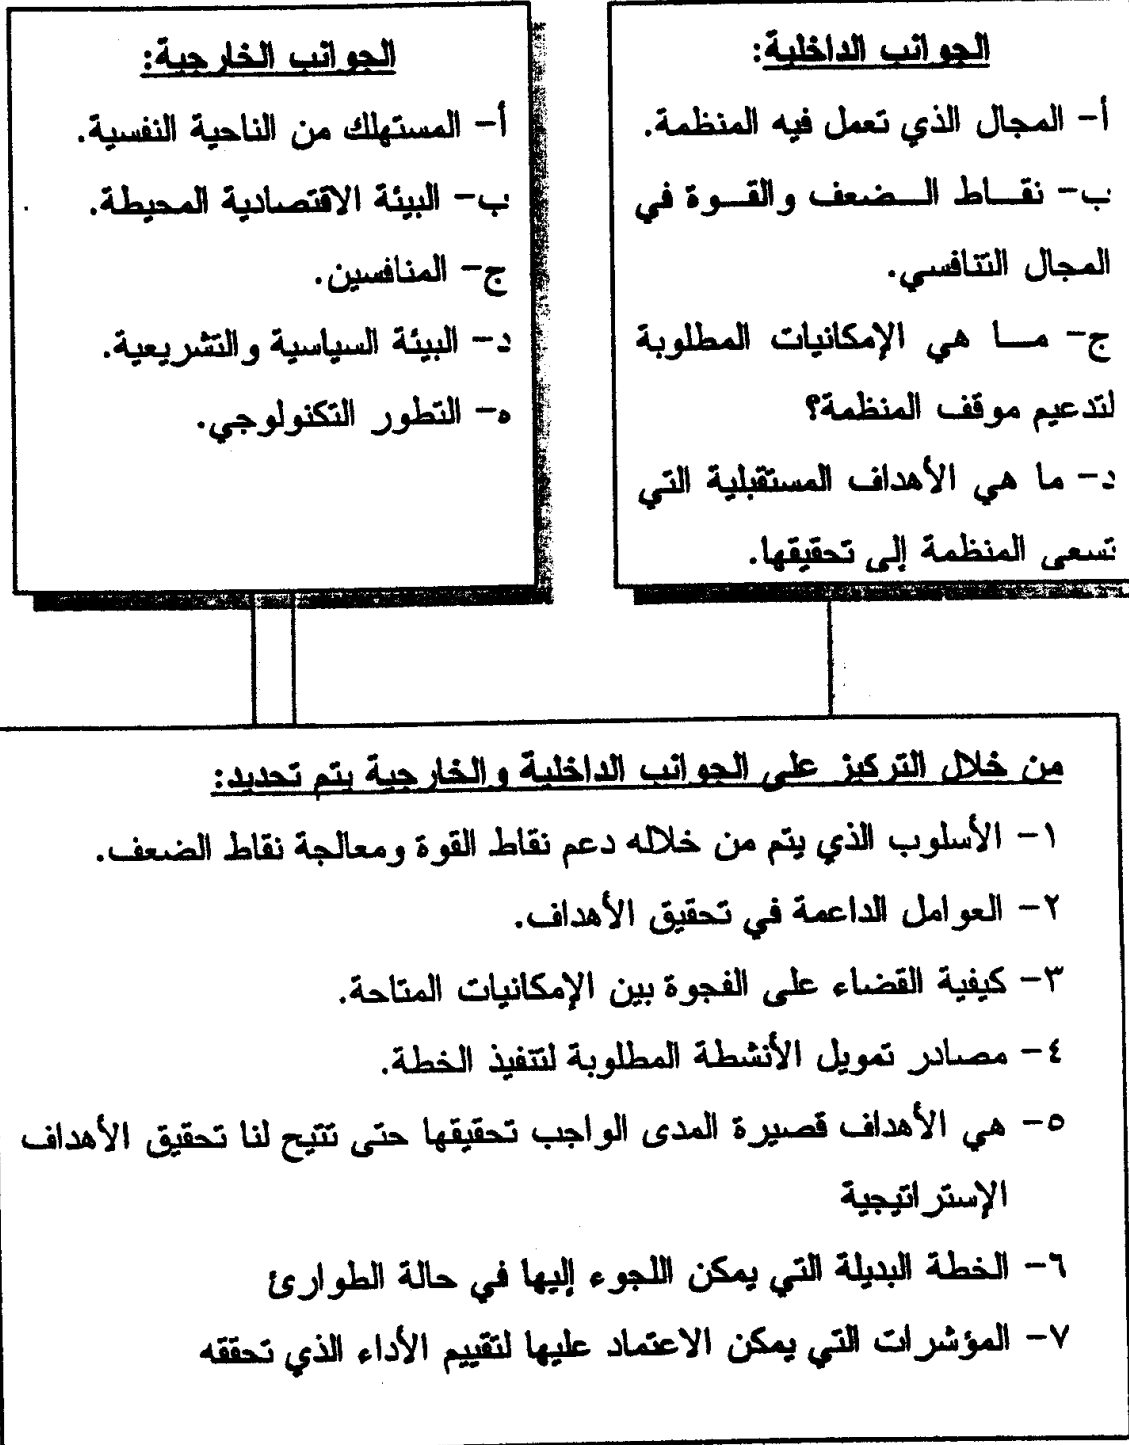 الجوانب الداخلية:
أ- المجال الذي تعمل فيه المنظمة.
ب- نقـاط الـضعف والقـوة في
المجال التنافسي.
ج- مـا هي الإمكانيات المطلوبة
لتدعيم موقف المنظمة؟
د- ما هي الأهداف المستقبلية التي
تسعى المنظمة إلى تحقيقها.
الجوانب الخارجية:
أ- المستهلك من الناحية النفسية.
ب- البيئة الاقتصادية المحيطة.
ج- المنافسين.
د- البيئة السياسية والتشريعية.
ه- التطور التكنولوجي.
من خلال التركيز على الجوانب الداخلية والخارجية يتم تحديد:
١- الأسلوب الذي يتم من خلاله دعم نقاط القوة ومعالجة نقاط الضعف.
٢- العوامل الداعمة في تحقيق الأهداف.
٣- كيفية القضاء على الفجوة بين الإمكانيات المتاحة.
٤- مصادر تمويل الأنشطة المطلوبة لتنفيذ الخطة.
٥- هي الأهداف قصيرة المدى الواجب تحقيقها حتى تتيح لنا تحقيق الأهداف
الإستراتيجية
٦- الخطة البديلة التي يمكن اللجوء إليها في حالة الطوارئ
٧- المؤشرات التي يمكن الاعتماد عليها لتقييم الأداء الذي تحققه